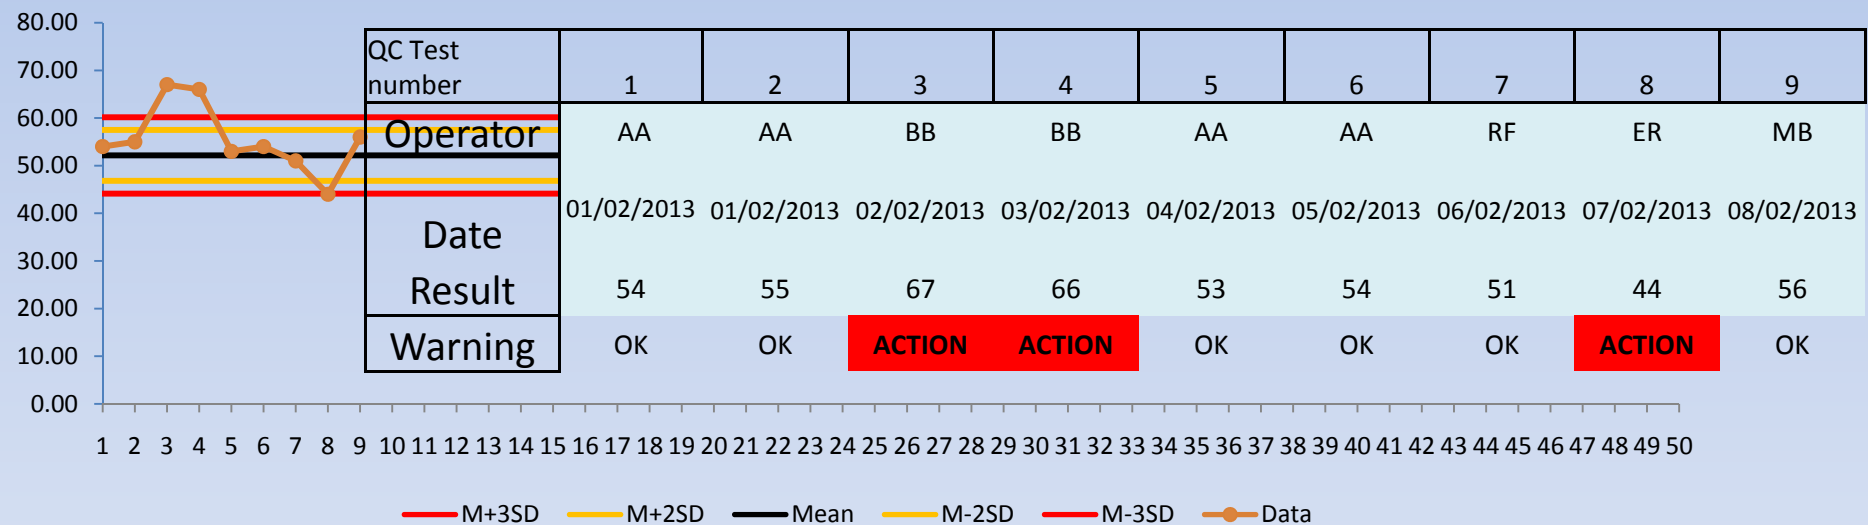 80.00
70.00
60.00
50.00
40.00
30.00
20.00
10.00
0.00
QC Test
number 1 2 3 4 5 6 7 8 9
Operator AA AA BB BB AA AA RF ER MB
Date 01/02/2013 01/02/2013 02/02/2013 03/02/2013 04/02/2013 05/02/2013 06/02/2013 07/02/2013 08/02/2013
Result 54 55 67 66 53 54 51 44 56
Warning OK OK ACTION ACTION OK OK OK ACTION OK
1 2 3 4 5 6 7 8 9 10 11 12 13 14 15 16 17 18 19 20 21 22 23 24 25 26 27 28 29 30 31 32 33 34 35 36 37 38 39 40 41 42 43 44 45 46 47 48 49 50
M+3SD M+2SD Mean M-2SD M-3SD Data